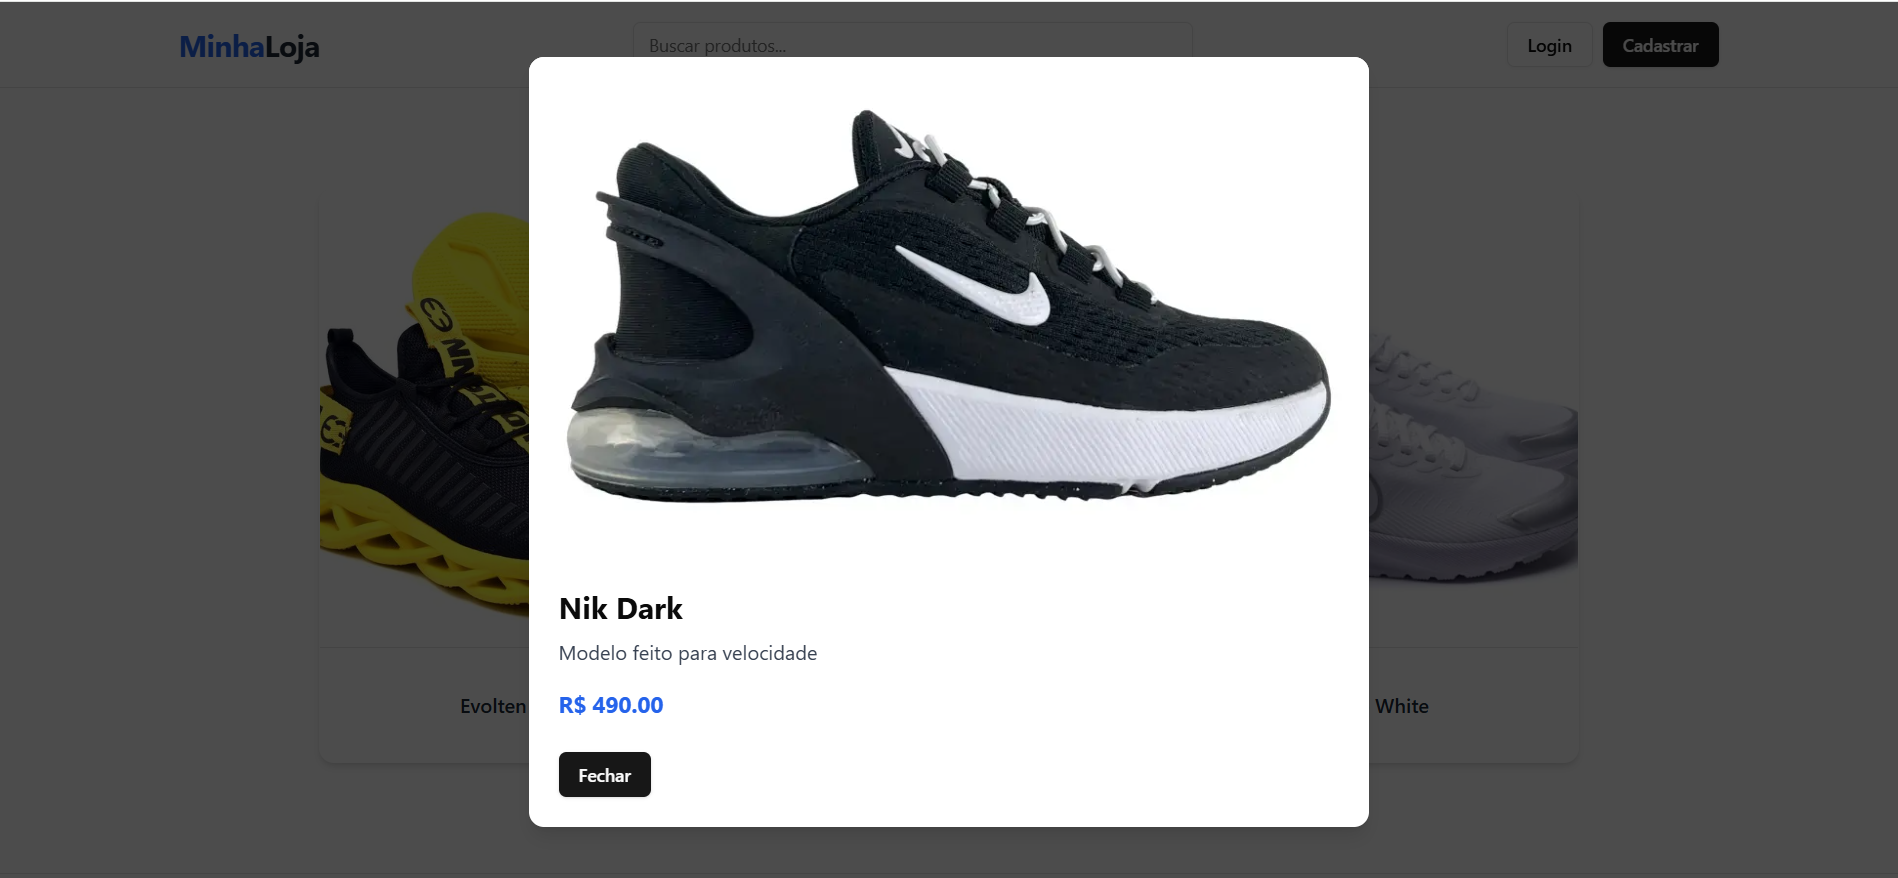 MinhaLoja
Buscar produtos...
Login
Cadastrar
Nik Dark
Modelo feito para velocidade
R$ 490.00
Evolten
White
Fechar